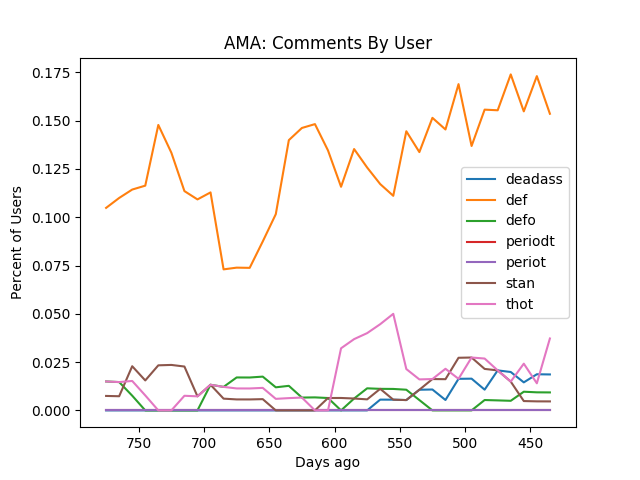 AMA: Comments By User
Percent of Users
0.175
0.150
0.125
0.100
0.075
0.050
0.025
0.000
deadass
def
defo
periodt
periot
stan
thot
750
700
650
600
550
500
450
Days ago